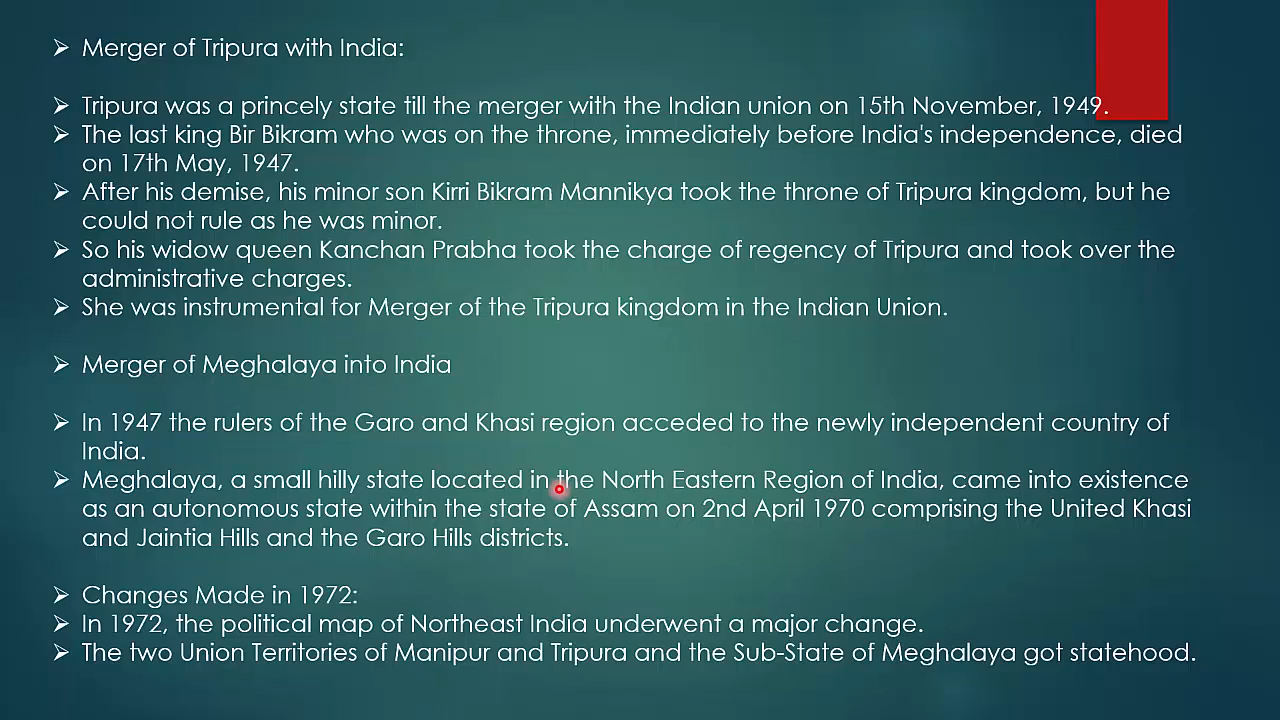 ➢ Merger of Tripura with India:
➢ Tripura was a princely state till the merger with the Indian union on 15th November, 1949.
➢ The last king Bir Bikram who was on the throne, immediately before India's independence, died
on 17th May, 1947.
➢ After his demise, his minor son Kirri Bikram Mannikya took the throne of Tripura kingdom, but he
could not rule as he was minor.
➢ So his widow queen Kanchan Prabha took the charge of regency of Tripura and took over the
administrative charges.
➢ She was instrumental for Merger of the Tripura kingdom in the Indian Union.
➢ Merger of Meghalaya into India
➢ In 1947 the rulers of the Garo and Khasi region acceded to the newly independent country of
India.
➢ Meghalaya, a small hilly state located in the North Eastern Region of India, came into existence
as an autonomous state within the state of Assam on 2nd April 1970 comprising the United Khasi
and Jaintia Hills and the Garo Hills districts.
➢ Changes Made in 1972:
➢ In 1972, the political map of Northeast India underwent a major change.
➢ The two Union Territories of Manipur and Tripura and the Sub-State of Meghalaya got statehood.